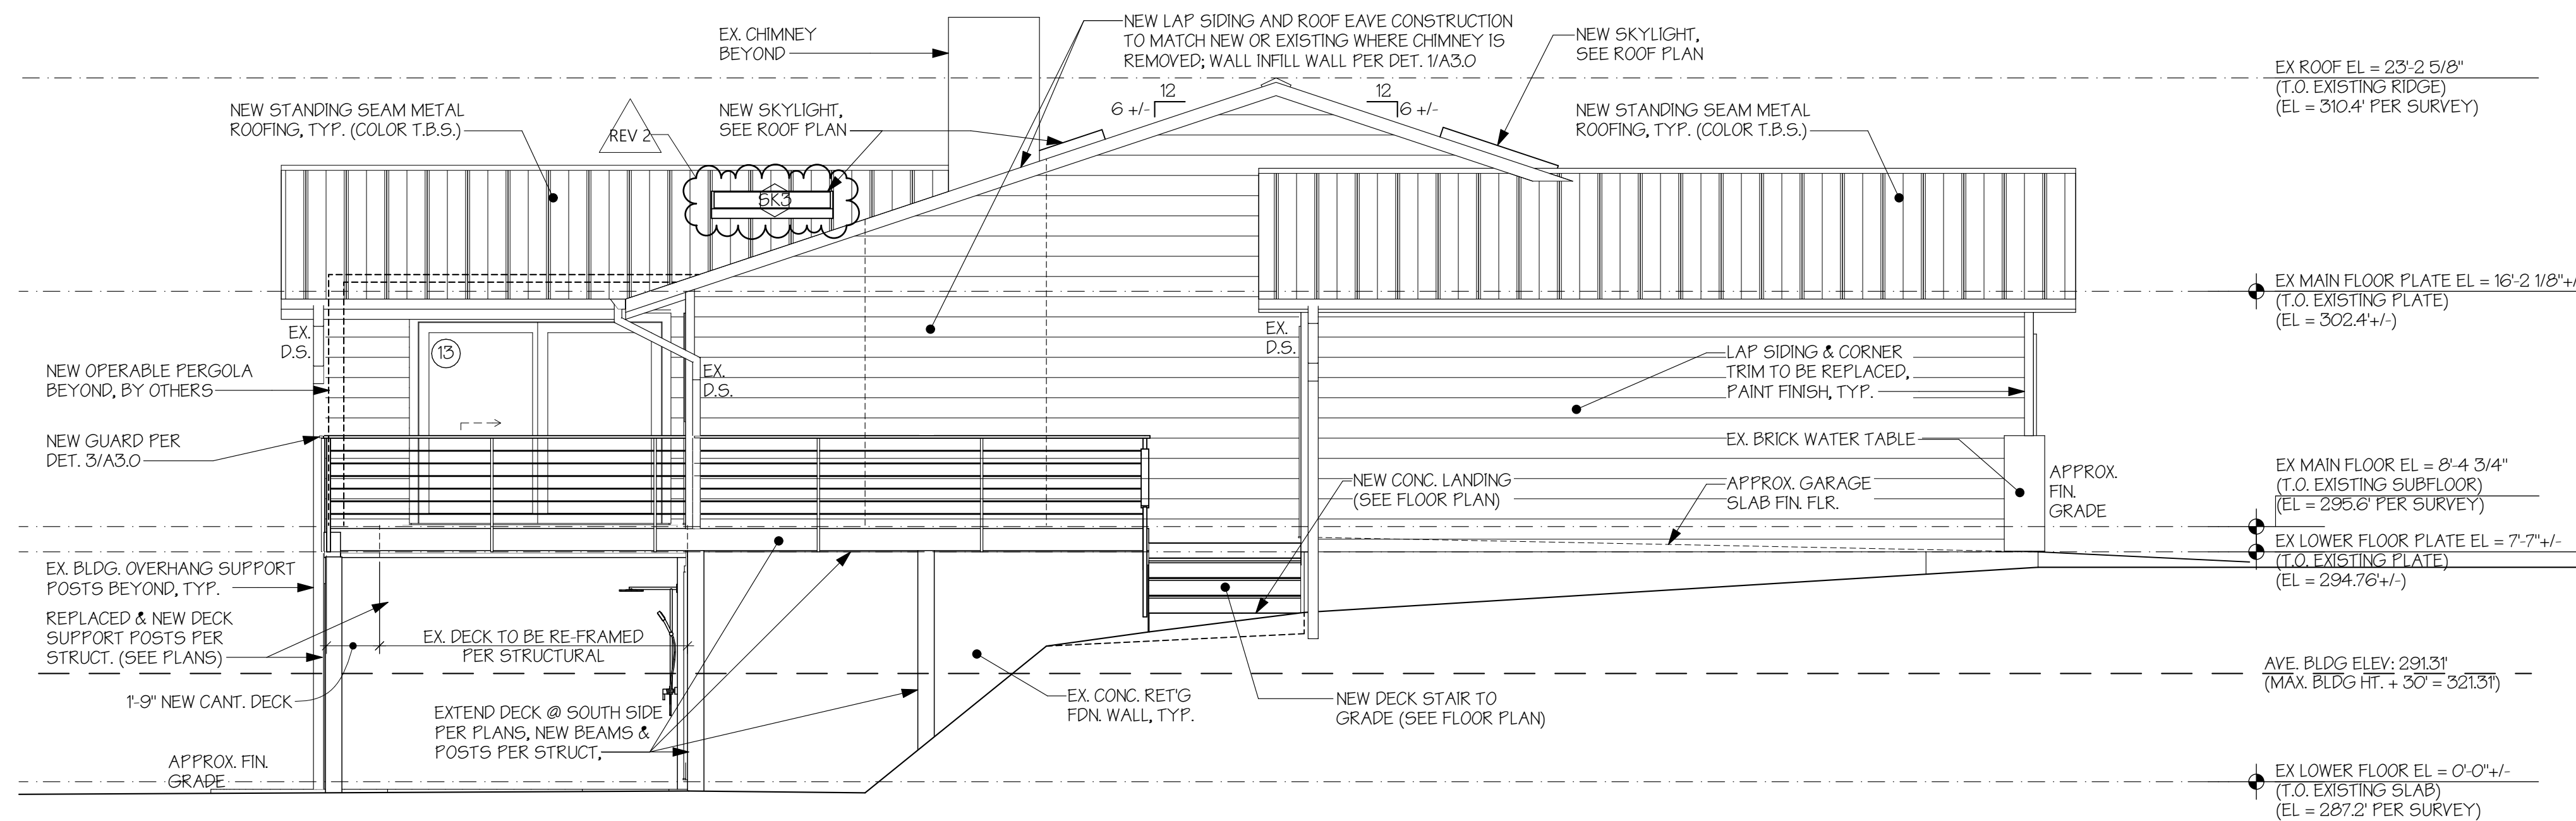 EX. CHIMNEY
BEYOND
NEW LAP SIDING AND ROOF EAVE CONSTRUCTION
TO MATCH NEW OR EXISTING WHERE CHIMNEY IS
REMOVED; WALL INFILL WALL PER DET. 1/A3.0
NEW SKYLIGHT,
SEE ROOF PLAN
EX ROOF EL = 23'-2 5/8"
(T.O. EXISTING RIDGE)
(EL = 310.4' PER SURVEY)
NEW STANDING SEAM METAL
ROOFING, TYP. (COLOR T.B.S.)
REV 2
NEW SKYLIGHT,
SEE ROOF PLAN
12
6 +/-
12
6 +/-
NEW STANDING SEAM METAL
ROOFING, TYP. (COLOR T.B.S.)
SK3
EX MAIN FLOOR PLATE EL = 16'-2 1/8"+/
(T.O. EXISTING PLATE)
(EL = 302.4'+/-)
EX.
D.S.
13
EX.
D.S.
EX.
D.S.
NEW OPERABLE PERGOLA
BEYOND, BY OTHERS
LAP SIDING & CORNER
TRIM TO BE REPLACED,
PAINT FINISH, TYP.
NEW GUARD PER
DET. 3/A3.0
EX. BRICK WATER TABLE
NEW CONC. LANDING
(SEE FLOOR PLAN)
APPROX. GARAGE
SLAB FIN. FLR.
APPROX.
FIN.
GRADE
EX MAIN FLOOR EL = 8'-4 3/4"
(T.O. EXISTING SUBFLOOR)
(EL = 295.6' PER SURVEY)
EX LOWER FLOOR PLATE EL = 7'-7"+/-
(T.O. EXISTING PLATE)
(EL = 294.76'+/-)
EX. BLDG. OVERHANG SUPPORT
POSTS BEYOND, TYP.
REPLACED & NEW DECK
SUPPORT POSTS PER
STRUCT. (SEE PLANS)
EX. DECK TO BE RE-FRAMED
PER STRUCTURAL
1'-9" NEW CANT. DECK
EXTEND DECK @ SOUTH SIDE
PER PLANS, NEW BEAMS &
POSTS PER STRUCT,
EX. CONC. RET'G
FDN. WALL, TYP.
NEW DECK STAIR TO
GRADE (SEE FLOOR PLAN)
AVE. BLDG ELEV: 291.31'
(MAX. BLDG HT. + 30' = 321.31')
APPROX. FIN.
GRADE
EX LOWER FLOOR EL = 0'-0"+/-
(T.O. EXISTING SLAB)
(EL = 287.2' PER SURVEY)